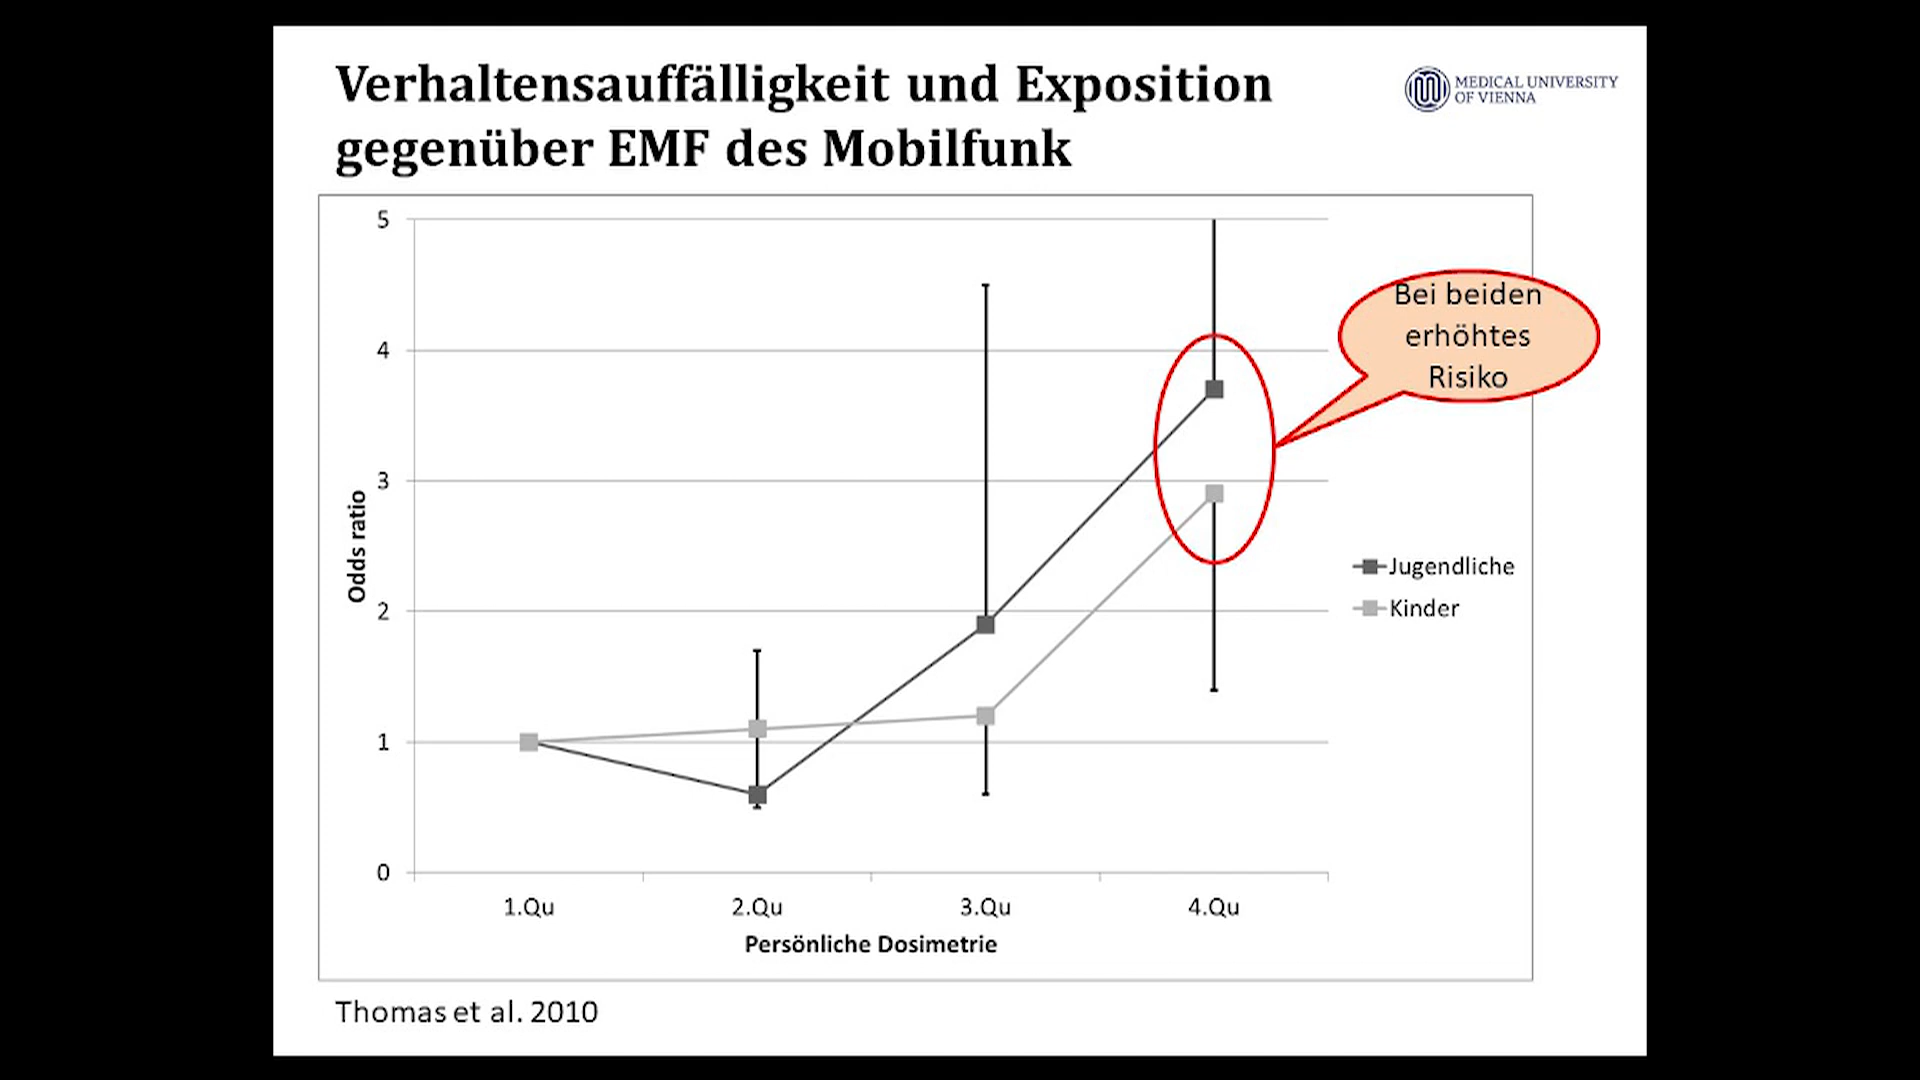 Verhaltensauffälligkeit und Exposition
gegenüber EMF des Mobilfunk
MEDICAL UNIVERSITY
OF VIENNA
5
4
3
2
1
0
Odds ratio
1.Qu
2.Qu
3.Qu
4.Qu
Persönliche Dosimetrie
Bei beiden
erhöhtes
Risiko
Jugendliche
Kinder
Thomas et al. 2010